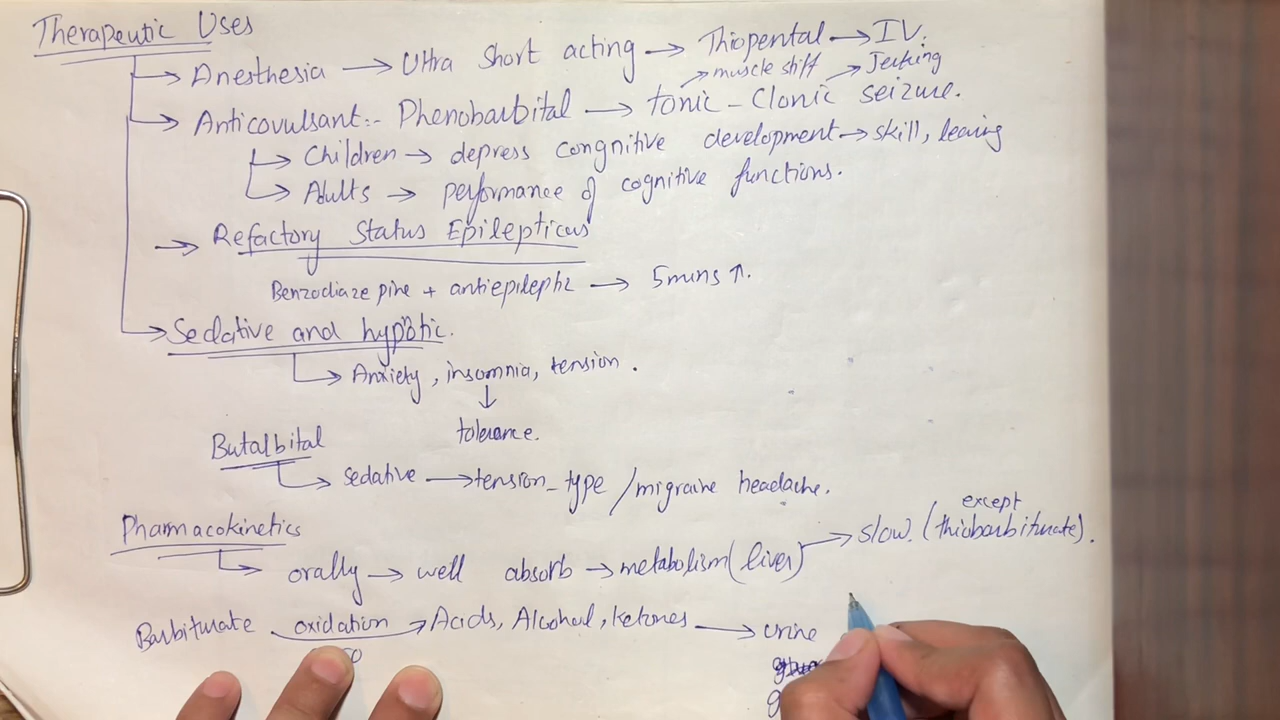 Therapeutic Uses
Anesthesia → Ultra Short acting → Thiopental → IV.
muscle stiff → Jerking
Anticovulsant:- Phenobarbital → tonic - Clonic seizure.
Children → depress congnitive development → skill, learing
Adults → performance of cognitive functions.
→ Refactory Status Epilepticus
Benzodiazepine + antiepileptic → 5mins ↑.
Sedative and hypnotic.
Anxiety, insomnia, tension.
↓
tolerance.
Butalbital
sedative → tension-type / migraine headache.
Pharmacokinetics
except
orally → well absorb → metabolism (liver) → slow. (thiobarbiturate).
Barbiturate oxidation → Acids, Alcohol, ketones → urine